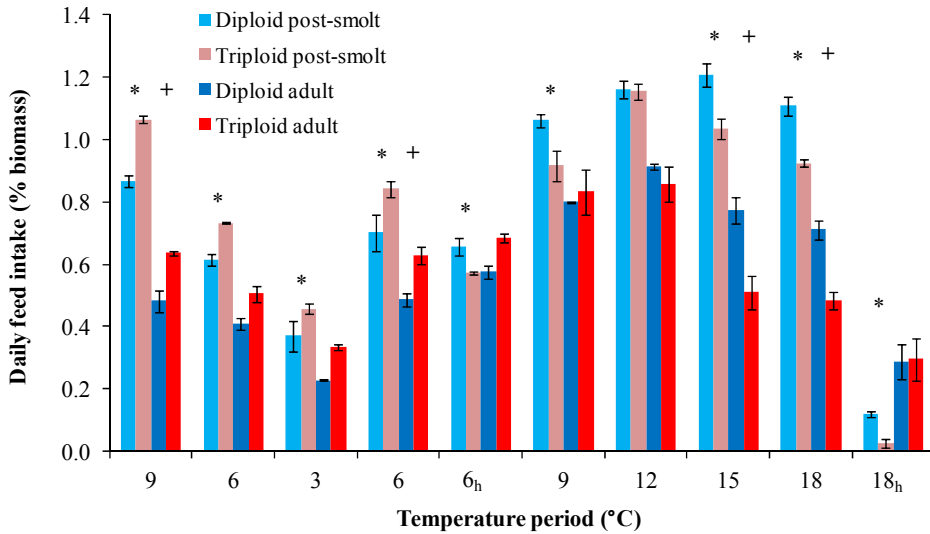 1.4
1.2
1.0
0.8
0.6
0.4
0.2
0.0
Daily feed intake (% biomass)
Diploid post-smolt
Triploid post-smolt
Diploid adult
Triploid adult
* +
*
*
* +
*
*
* +
* +
*
9 6 3 6 6h 9 12 15 18 18h
Temperature period (°C)